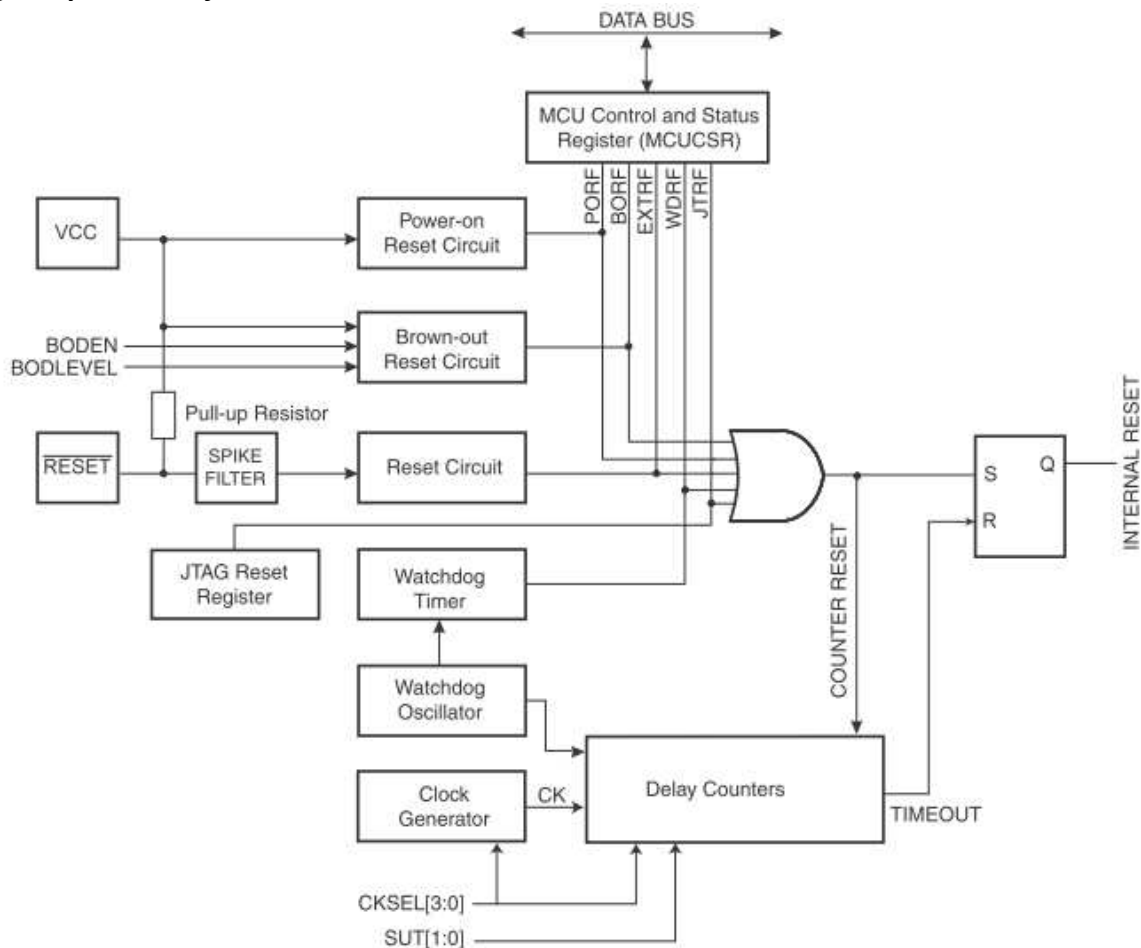 DATA BUS
MCU Control and Status
Register (MCUCSR)
PORF
BORF
EXTRF
WDRF
JTRF
VCC
Power-on
Reset Circuit
BODEN
BODLEVEL
Brown-out
Reset Circuit
Pull-up Resistor
RESET
SPIKE
FILTER
Reset Circuit
JTAG Reset
Register
Watchdog
Timer
Watchdog
Oscillator
Clock
Generator
CK
Delay Counters
COUNTER RESET
S
R
Q
INTERNAL RESET
TIMEOUT
CKSEL[3:0]
SUT[1:0]